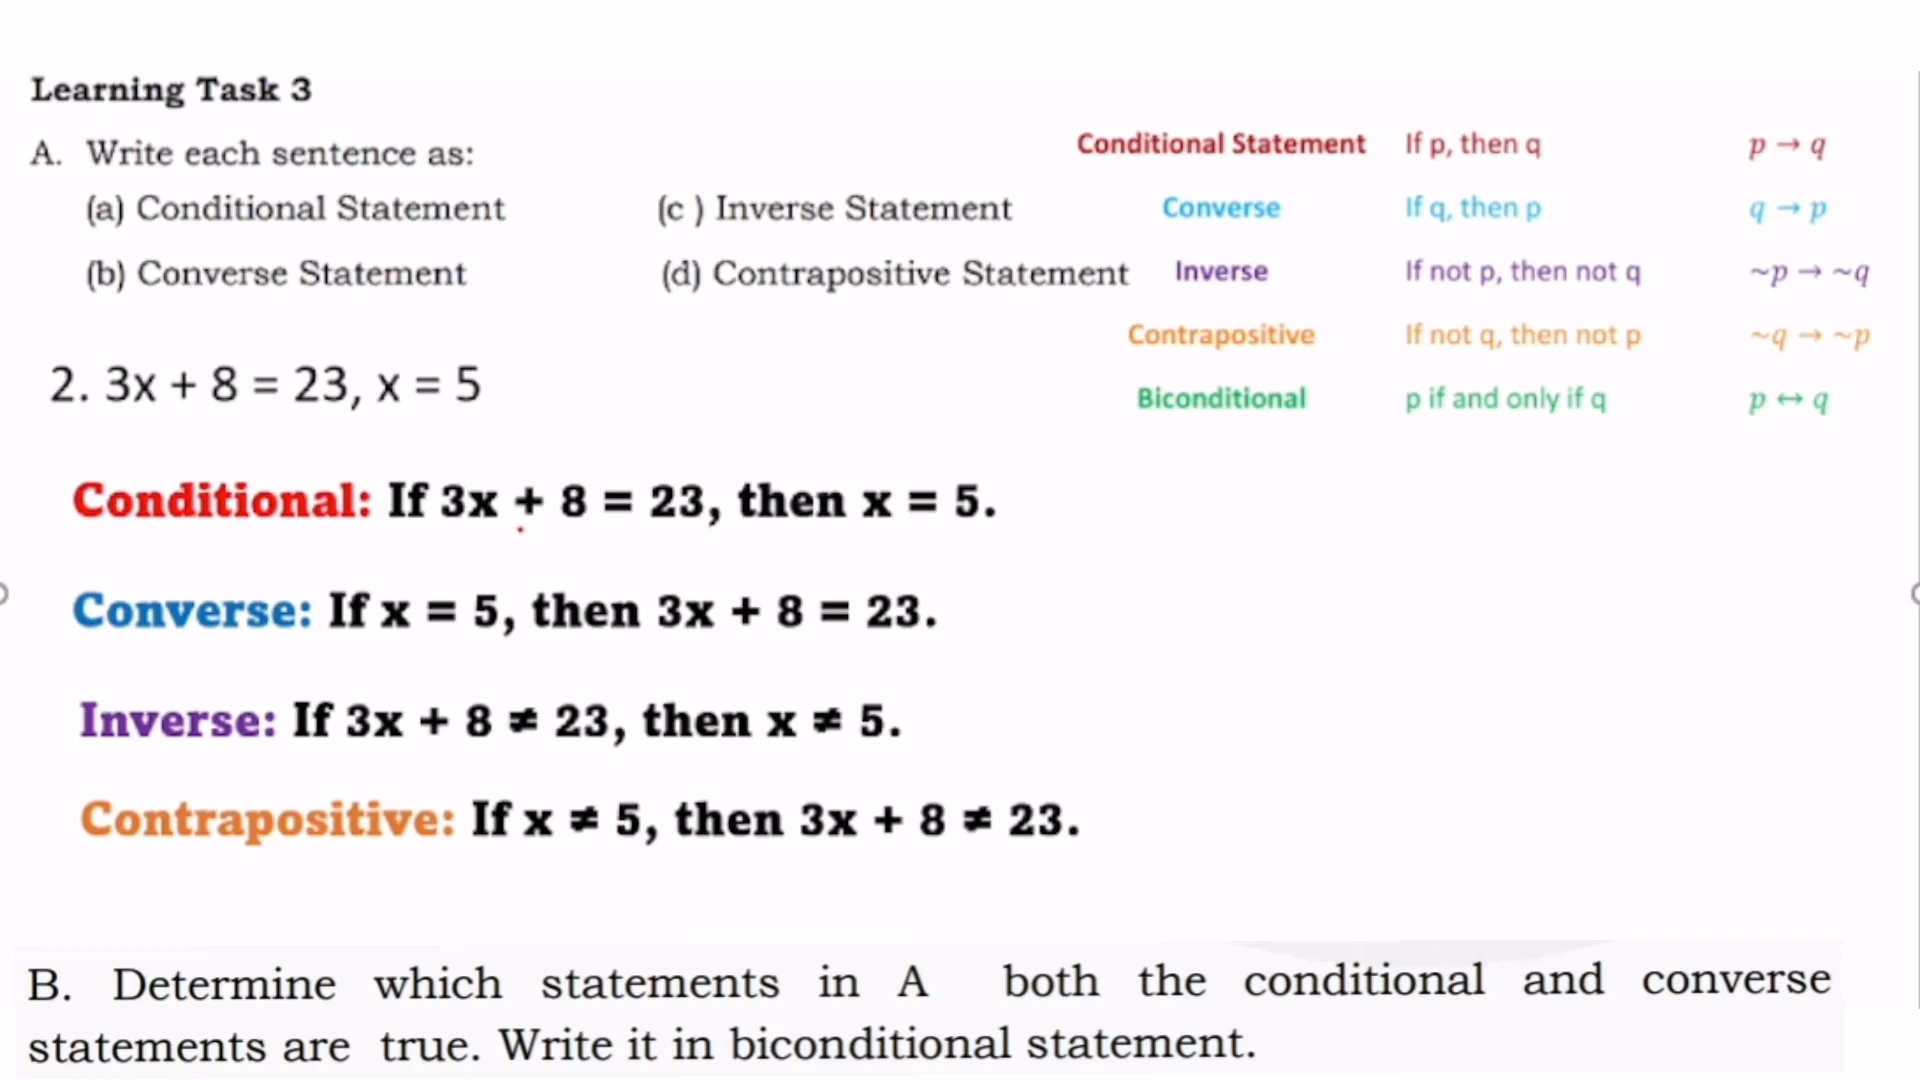 Learning Task 3
A. Write each sentence as:
(a) Conditional Statement (c ) Inverse Statement
(b) Converse Statement (d) Contrapositive Statement
Conditional Statement If p, then q p → q
Converse If q, then p q → p
Inverse If not p, then not q ~p → ~q
Contrapositive If not q, then not p ~q → ~p
Biconditional p if and only if q p ↔ q
2. 3x + 8 = 23, x = 5
Conditional: If 3x + 8 = 23, then x = 5.
Converse: If x = 5, then 3x + 8 = 23.
Inverse: If 3x + 8 ≠ 23, then x ≠ 5.
Contrapositive: If x ≠ 5, then 3x + 8 ≠ 23.
B. Determine which statements in A both the conditional and converse
statements are true. Write it in biconditional statement.